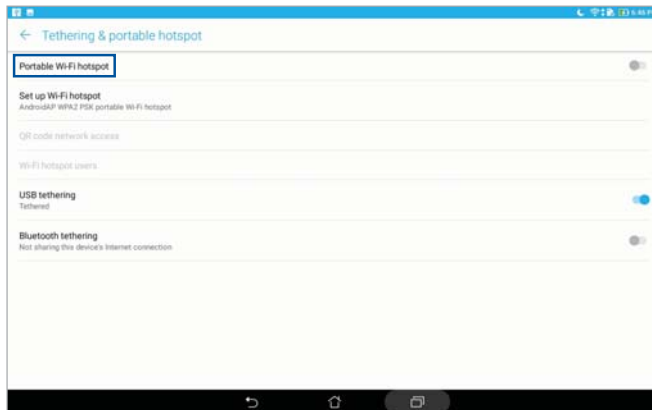 Tethering & portable hotspot
Portable Wi-Fi hotspot
Set up Wi-Fi hotspot
AndroidAP WPA2 PSK portable Wi-Fi hotspot
QR code network access
Wi-Fi hotspot users
USB tethering
Tethered
Bluetooth tethering
Not sharing this device's Internet connection